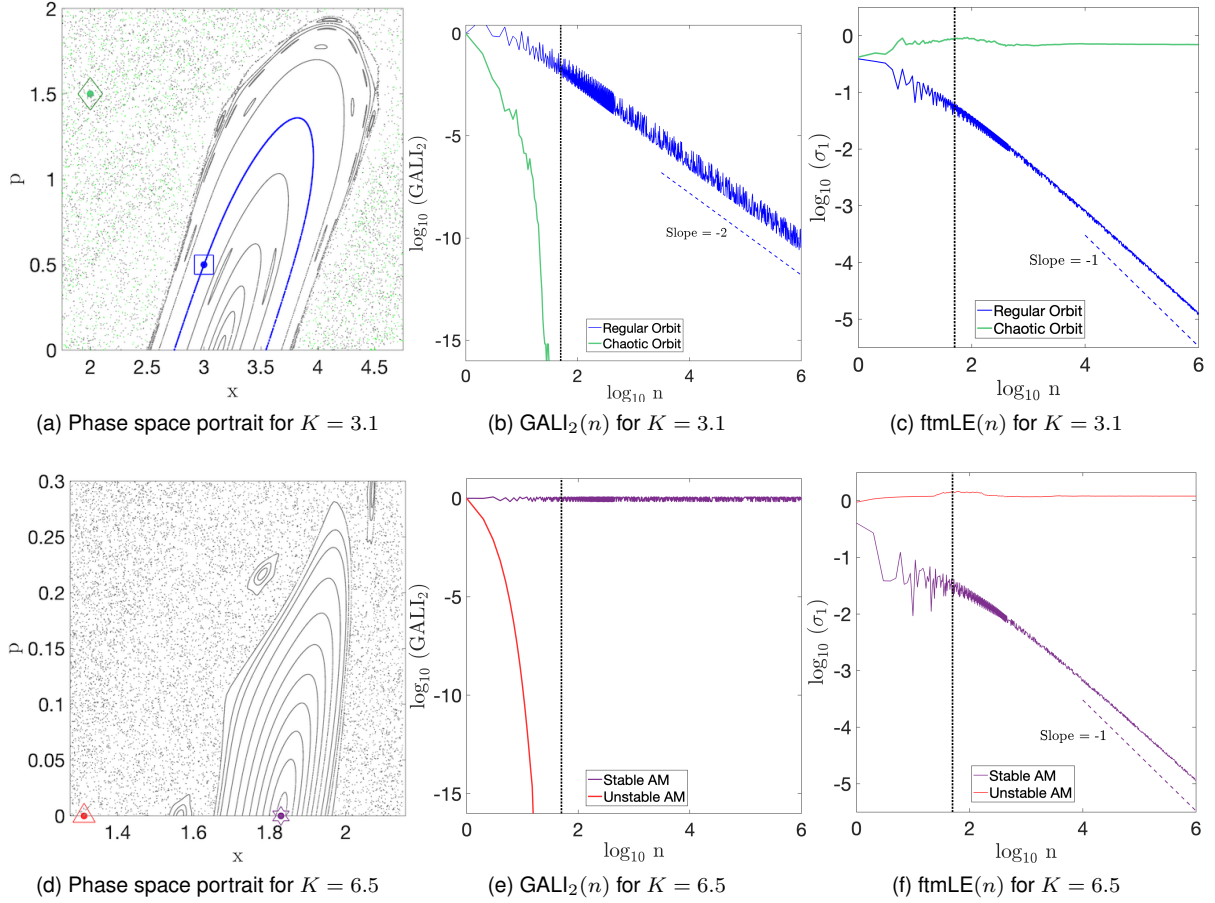 2
1.5
1
0.5
0
p
2
2.5
3
3.5
4
4.5
x
(a) Phase space portrait for K = 3.1
0
-5
-10
-15
log₁₀ (GALI₂)
Slope = -2
Regular Orbit
Chaotic Orbit
0
2
4
6
log₁₀ n
(b) GALI₂(n) for K = 3.1
0
-1
-2
-3
-4
-5
log₁₀ (σ₁)
Slope = -1
Regular Orbit
Chaotic Orbit
0
2
4
6
log₁₀ n
(c) ftmLE(n) for K = 3.1
0.3
0.25
0.2
0.15
0.1
0.05
0
p
1.4
1.6
1.8
2
x
(d) Phase space portrait for K = 6.5
0
-5
-10
-15
log₁₀ (GALI₂)
Stable AM
Unstable AM
0
2
4
6
log₁₀ n
(e) GALI₂(n) for K = 6.5
0
-1
-2
-3
-4
-5
log₁₀ (σ₁)
Slope = -1
Stable AM
Unstable AM
0
2
4
6
log₁₀ n
(f) ftmLE(n) for K = 6.5